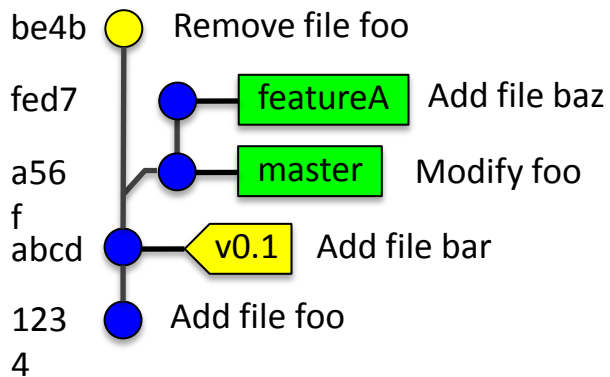 be4b Remove file foo
fed7 featureA Add file baz
a56
f master Modify foo
abcd v0.1 Add file bar
123
4 Add file foo